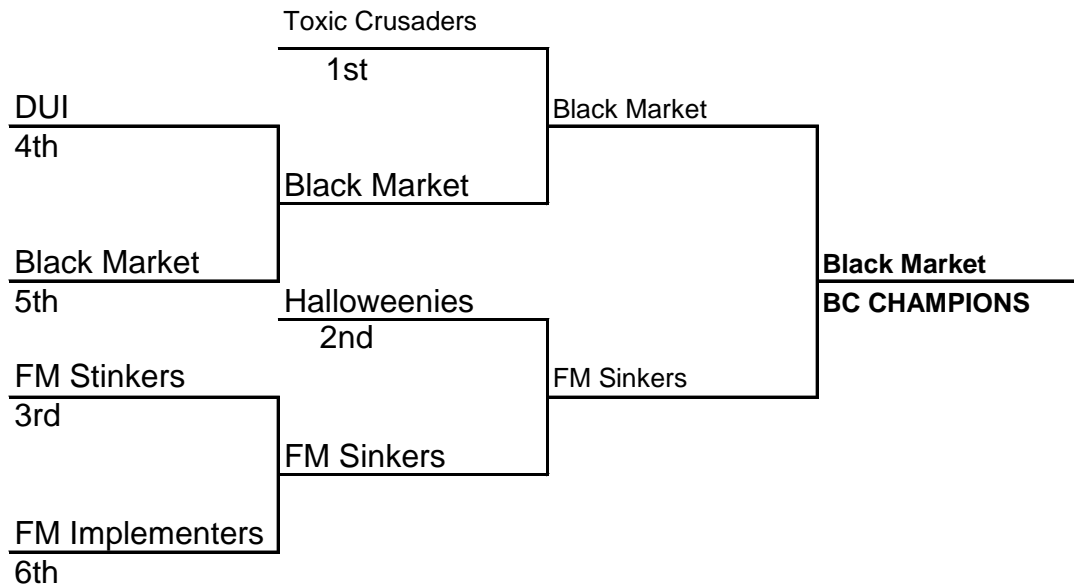 Toxic Crusaders
1st
DUI
Black Market
4th
Black Market
Black Market
Black Market
5th
Halloweenies
BC CHAMPIONS
2nd
FM Stinkers
FM Sinkers
3rd
FM Sinkers
FM Implementers
6th